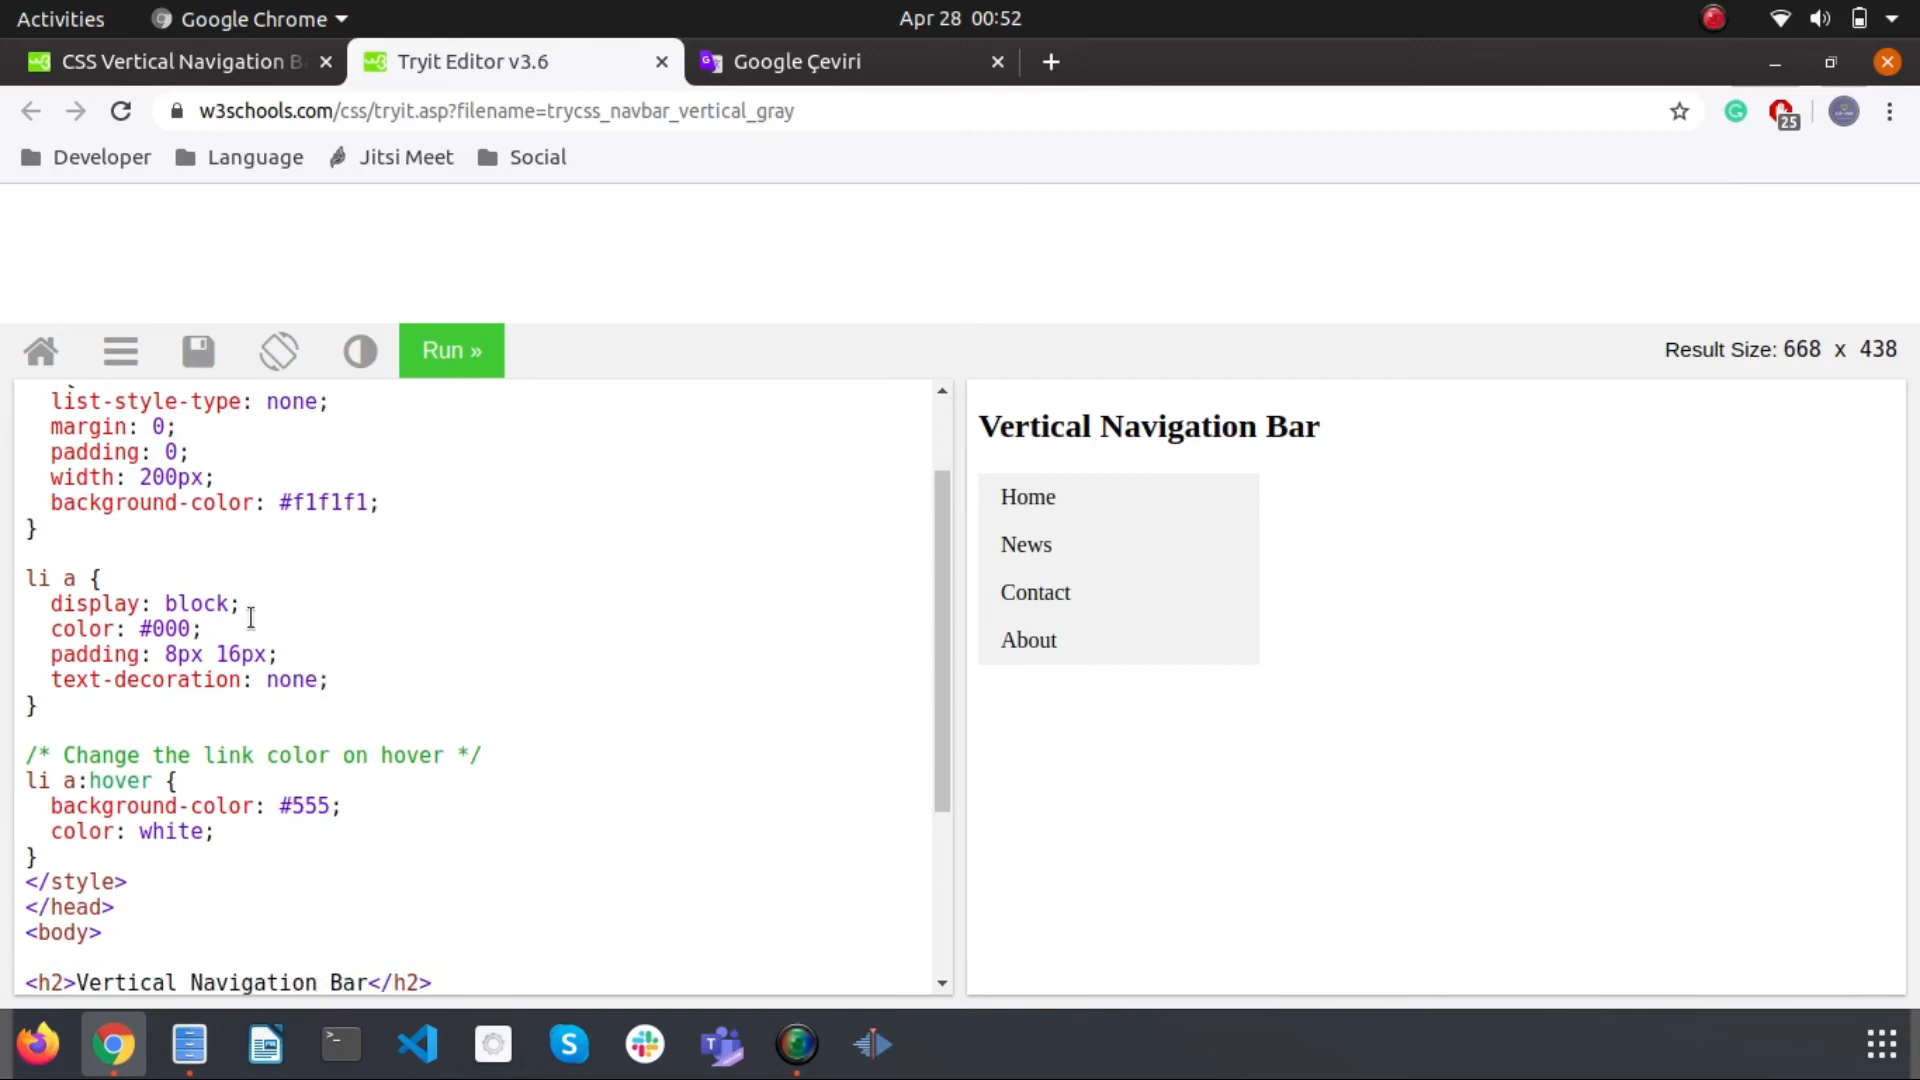 Activities
Google Chrome
Apr 28 00:52
CSS Vertical Navigation B
Tryit Editor v3.6
Google Çeviri
w3schools.com/css/tryit.asp?filename=trycss_navbar_vertical_gray
25
Developer
Language
Jitsi Meet
Social
Run »
Result Size: 668 x 438
list-style-type: none;
margin: 0;
padding: 0;
width: 200px;
background-color: #f1f1f1;
}
li a {
display: block;
color: #000;
padding: 8px 16px;
text-decoration: none;
}
/* Change the link color on hover */
li a:hover {
background-color: #555;
color: white;
}
</style>
</head>
<body>
<h2>Vertical Navigation Bar</h2>
Vertical Navigation Bar
Home
News
Contact
About